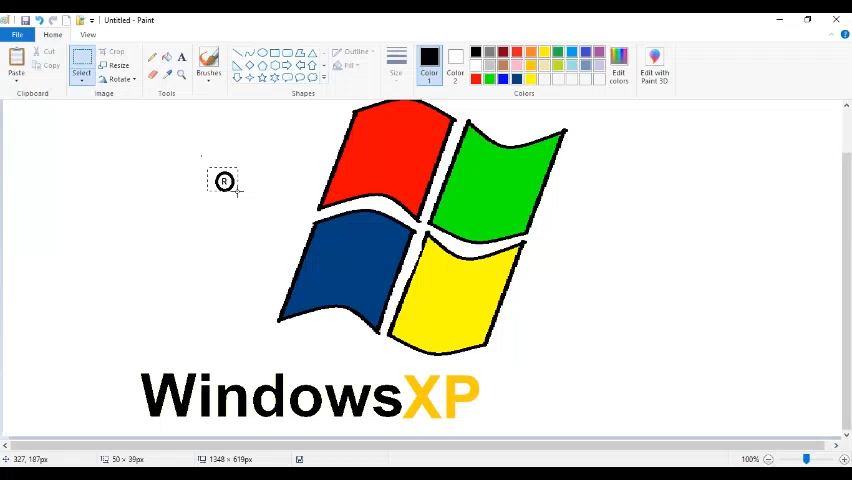 Untitled - Paint
File
Home
View
Paste
Cut
Copy
Clipboard
Select
Crop
Resize
Rotate
Image
Tools
Brushes
Shapes
Outline
Fill
Size
Color 1
Color 2
Colors
Edit colors
Edit with Paint 3D
R
WindowsXP
327, 187px
50 × 39px
1348 × 619px
100%